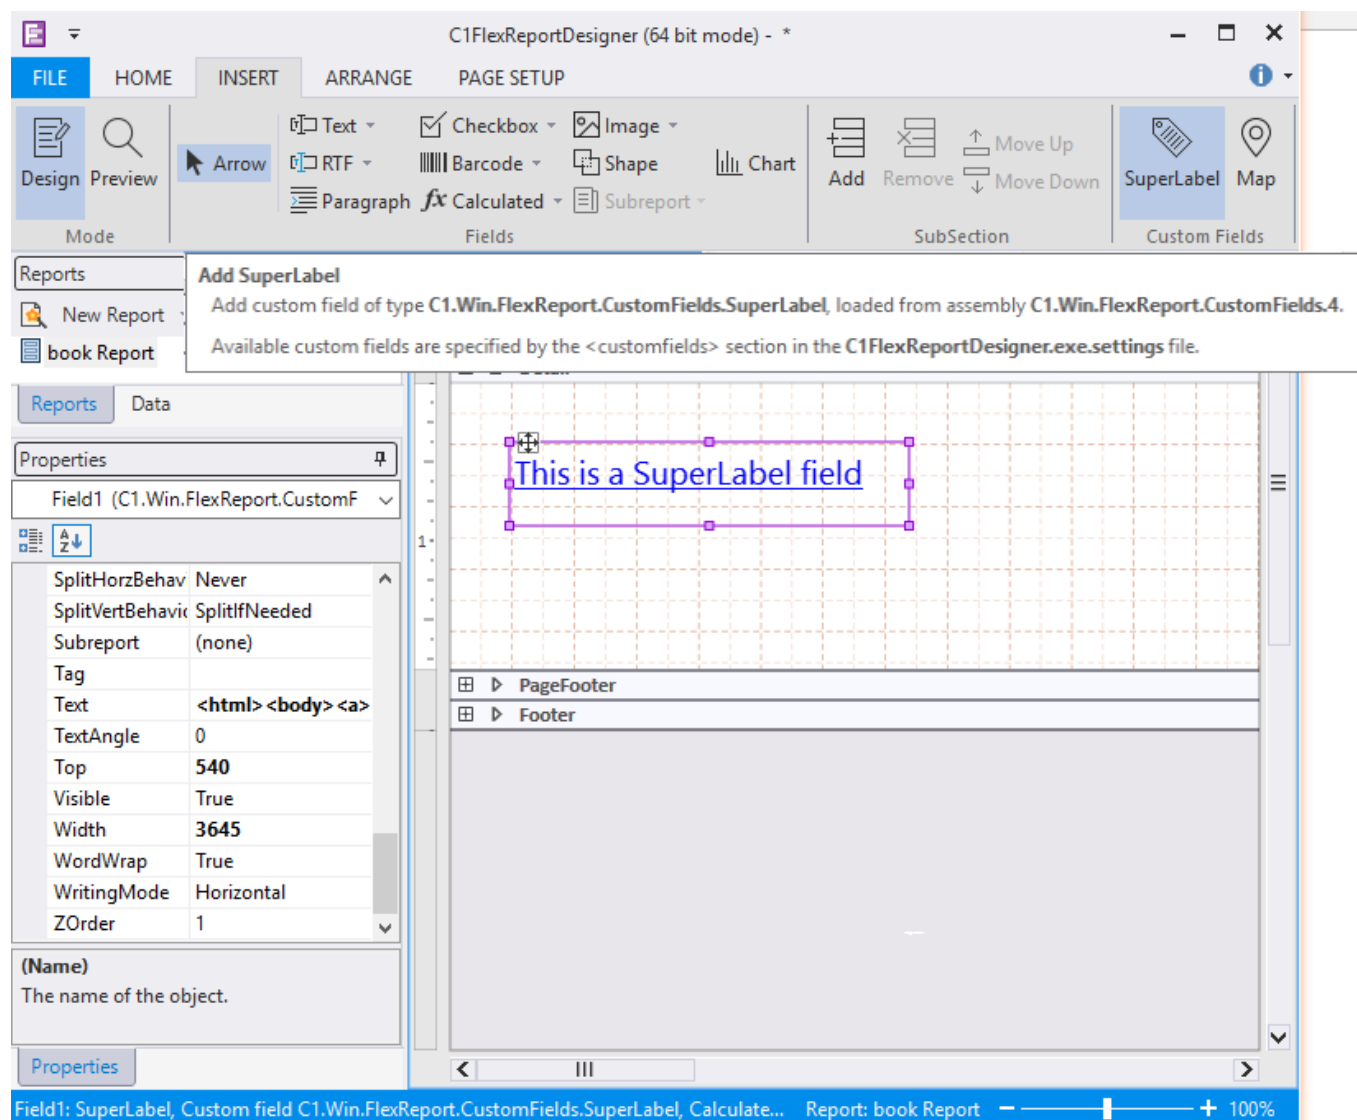 C1FlexReportDesigner (64 bit mode) - *
FILE HOME INSERT ARRANGE PAGE SETUP
Design Preview
Mode
Arrow
Text Checkbox Image
RTF Barcode Shape Chart
Paragraph fx Calculated Subreport
Fields
Add Remove Move Up
Move Down
SubSection
SuperLabel Map
Custom Fields
Reports
New Report
book Report
Add SuperLabel
Add custom field of type C1.Win.FlexReport.CustomFields.SuperLabel, loaded from assembly C1.Win.FlexReport.CustomFields.4.
Available custom fields are specified by the <customfields> section in the C1FlexReportDesigner.exe.settings file.
Reports Data
Properties
Field1 (C1.Win.FlexReport.CustomF
SplitHorzBehav Never
SplitVertBehavio SplitIfNeeded
Subreport (none)
Tag
Text <html><body><a>
TextAngle 0
Top 540
Visible True
Width 3645
WordWrap True
WritingMode Horizontal
ZOrder 1
(Name)
The name of the object.
Properties
This is a SuperLabel field
1
PageFooter
Footer
Field1: SuperLabel, Custom field C1.Win.FlexReport.CustomFields.SuperLabel, Calculate... Report: book Report 100%